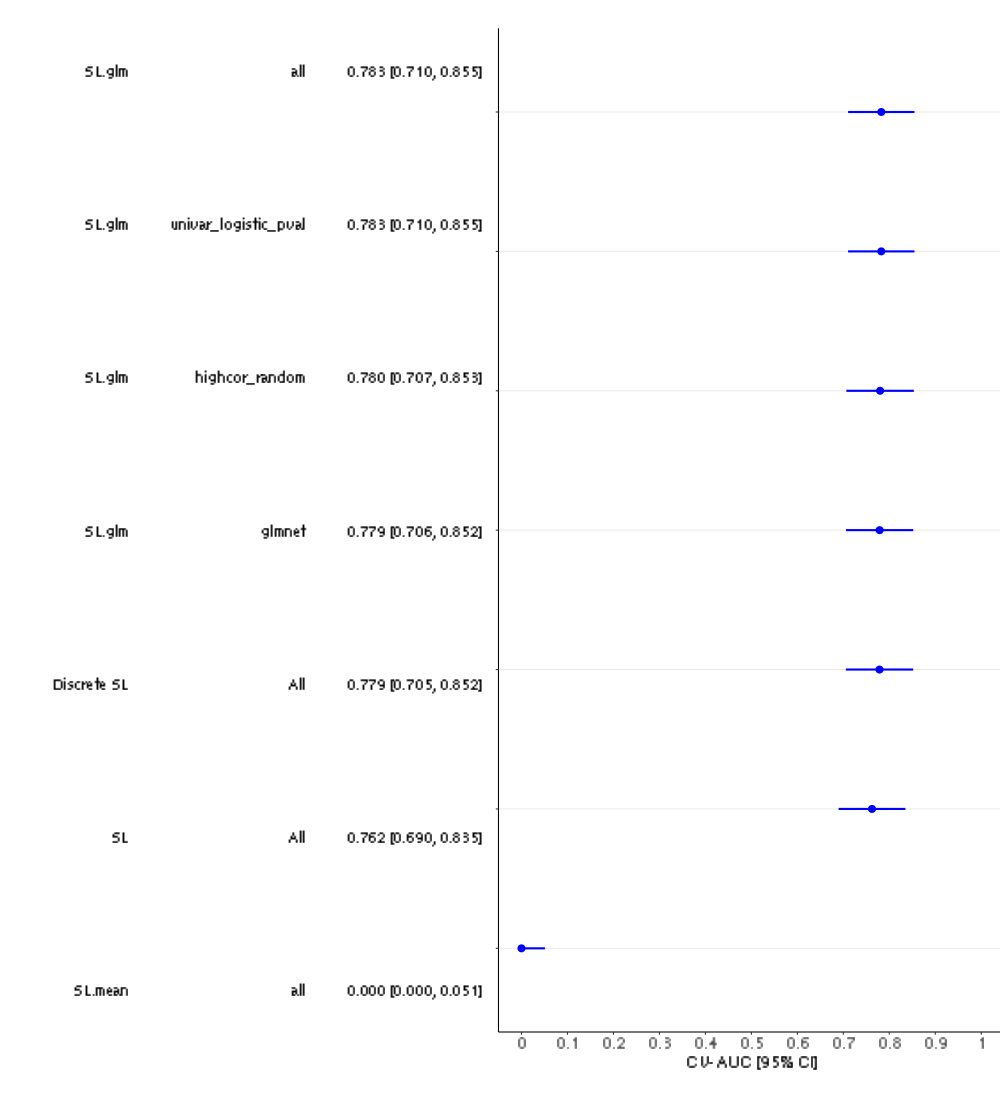 SL.glm all 0.783 [0.710, 0.855]
SL.glm univar_logistic_pval 0.783 [0.710, 0.855]
SL.glm highcor_random 0.780 [0.707, 0.853]
SL.glm glmnet 0.779 [0.706, 0.852]
Discrete SL All 0.779 [0.705, 0.852]
SL All 0.762 [0.690, 0.835]
SL.mean all 0.000 [0.000, 0.051]
0 0.1 0.2 0.3 0.4 0.5 0.6 0.7 0.8 0.9 1
CV-AUC [95% CI]